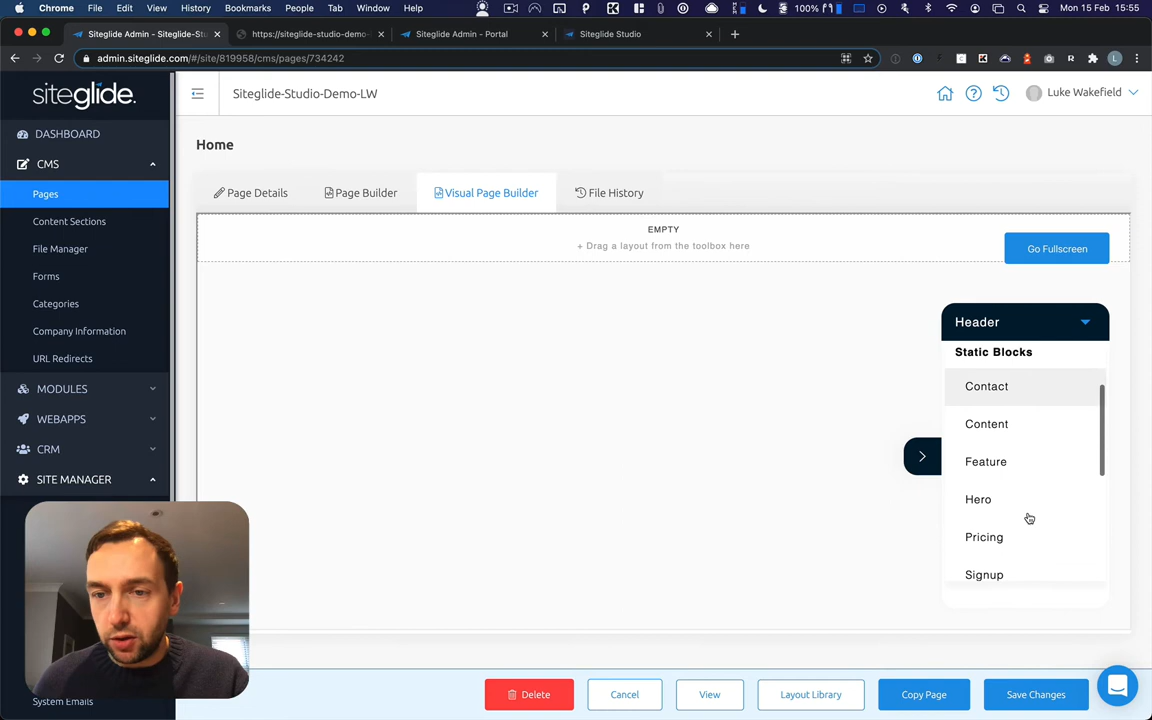 Chrome File Edit View History Bookmarks People Tab Window Help 100% Mon 15 Feb 15:55
Siteglide Admin - Siteglide-Stu https://siteglide-studio-demo- Siteglide Admin - Portal Siteglide Studio
admin.siteglide.com/#/site/819958/cms/pages/734242
siteglide.
Siteglide-Studio-Demo-LW
Luke Wakefield
DASHBOARD
CMS
Pages
Content Sections
File Manager
Forms
Categories
Company Information
URL Redirects
MODULES
WEBAPPS
CRM
SITE MANAGER
System Emails
Home
Page Details Page Builder Visual Page Builder File History
EMPTY
+ Drag a layout from the toolbox here
Go Fullscreen
Header
Static Blocks
Contact
Content
Feature
Hero
Pricing
Signup
Delete Cancel View Layout Library Copy Page Save Changes